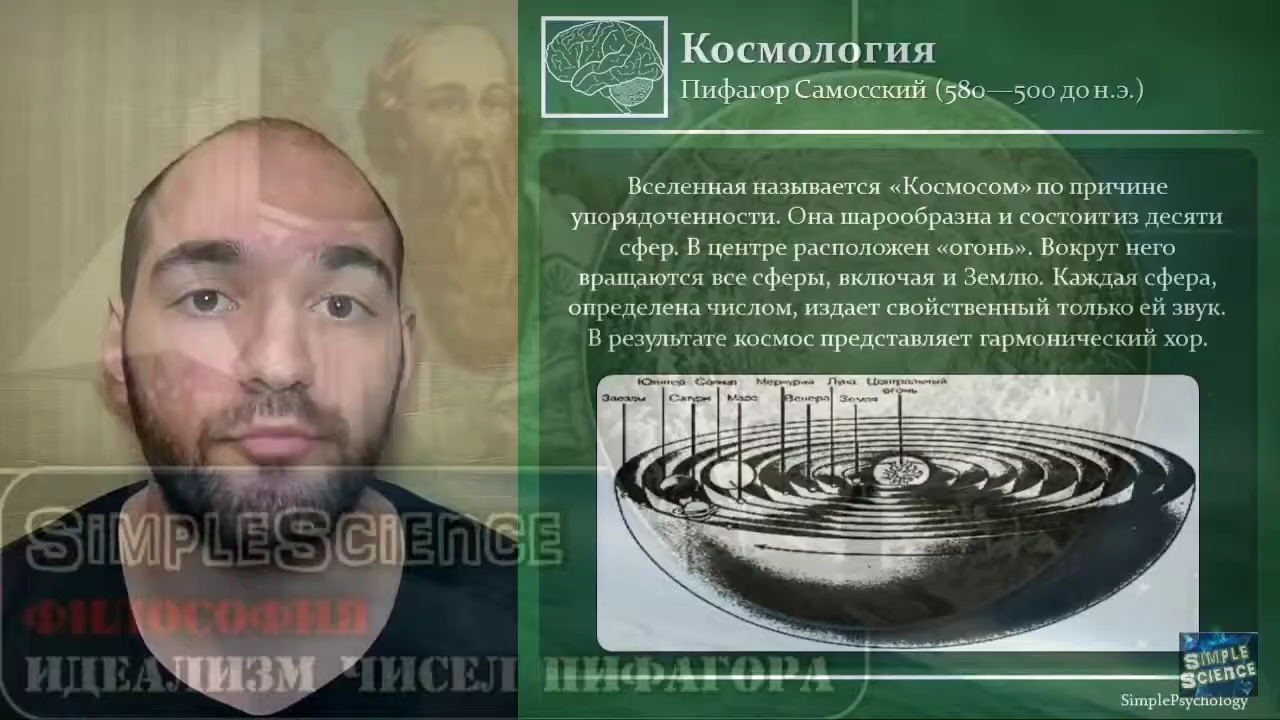 Космология
Пифагор Самосский (580—500 до н.э.)
Вселенная называется «Космосом» по причине
упорядоченности. Она шарообразна и состоит из десяти
сфер. В центре расположен «огонь». Вокруг него
вращаются все сферы, включая и Землю. Каждая сфера,
определена числом, издает свойственный только ей звук.
В результате космос представляет гармонический хор.
Юпитер Солнце Меркурий Луна Центральный
огонь
Звезды Сатурн Марс Венера Земля
SIMPLESCIENCE
ФИЛОСОФИЯ
ИДЕАЛИЗМ ЧИСЕЛ ПИФАГОРА
SIMPLE
SCIENCE
SimplePsychology